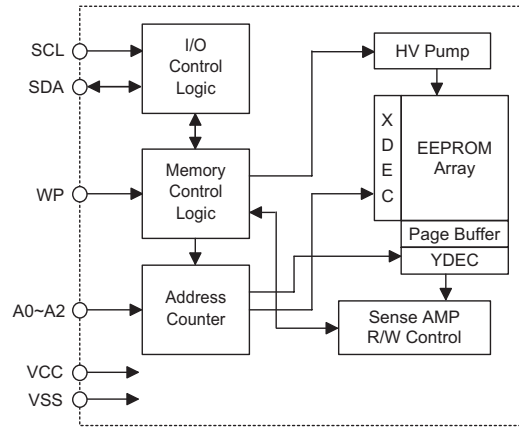 SCL
SDA
WP
A0~A2
VCC
VSS
I/O
Control
Logic
Memory
Control
Logic
Address
Counter
HV Pump
X
D
E
C
EEPROM
Array
Page Buffer
YDEC
Sense AMP
R/W Control